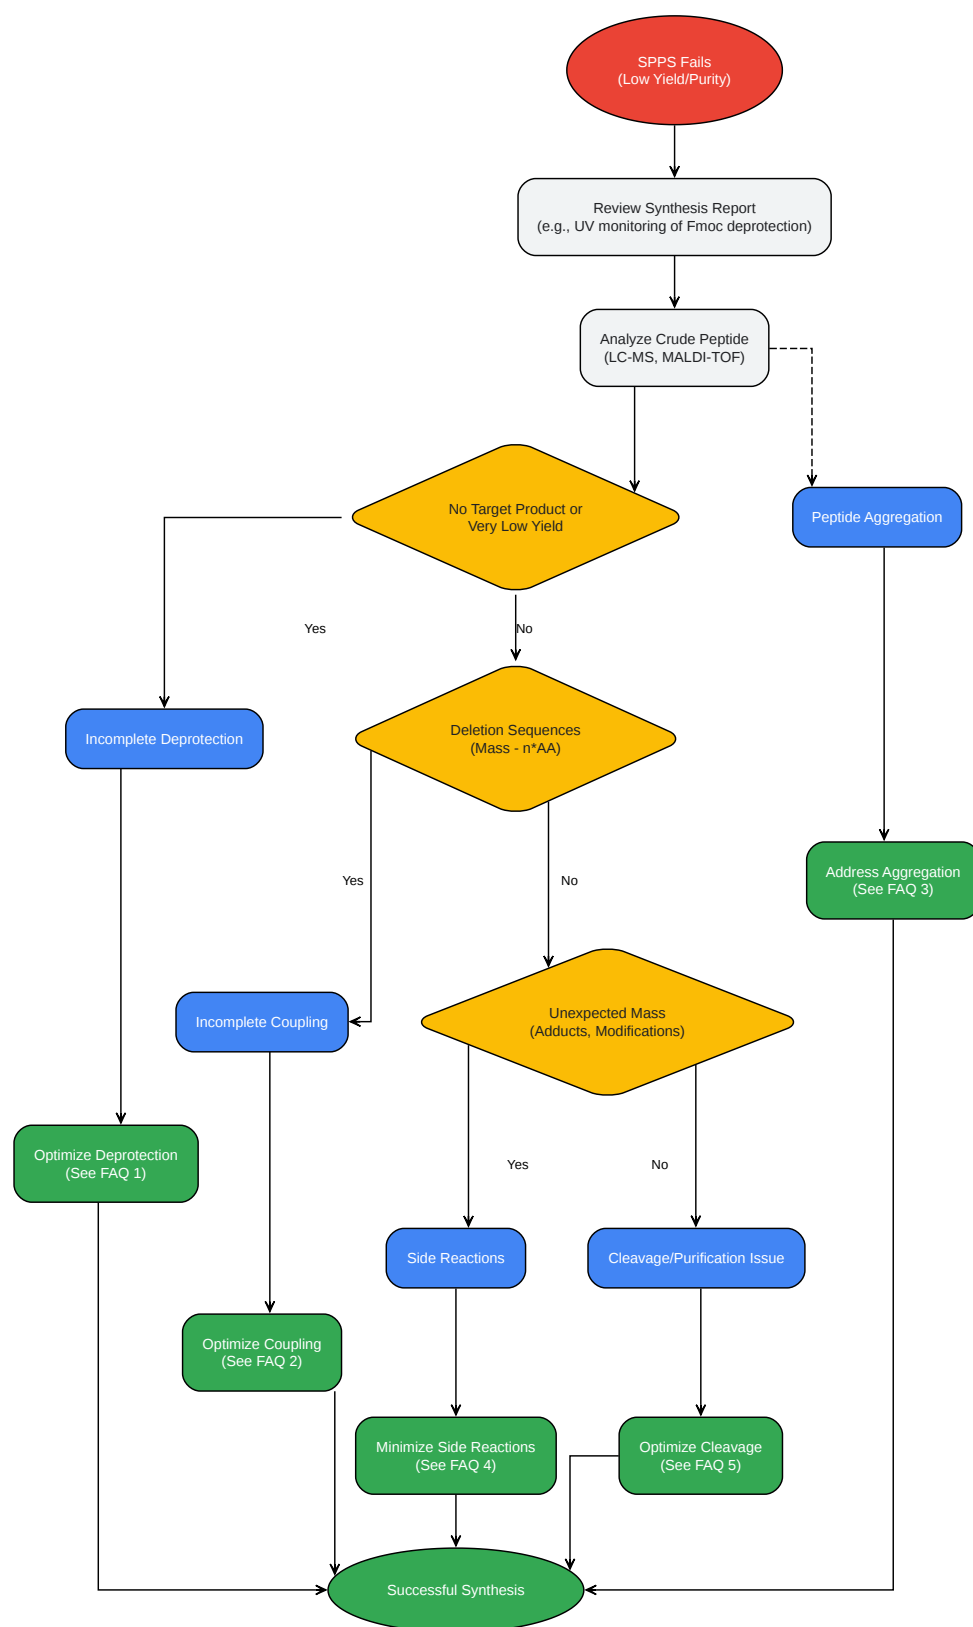 SPPS Fails
(Low Yield/Purity)
Review Synthesis Report
(e.g., UV monitoring of Fmoc deprotection)
Analyze Crude Peptide
(LC-MS, MALDI-TOF)
No Target Product or
Very Low Yield
Peptide Aggregation
Yes
No
Deletion Sequences
(Mass - n*AA)
Incomplete Deprotection
Address Aggregation
(See FAQ 3)
Yes
No
Unexpected Mass
(Adducts, Modifications)
Incomplete Coupling
Optimize Deprotection
(See FAQ 1)
Yes
No
Side Reactions
Cleavage/Purification Issue
Optimize Coupling
(See FAQ 2)
Minimize Side Reactions
(See FAQ 4)
Optimize Cleavage
(See FAQ 5)
Successful Synthesis